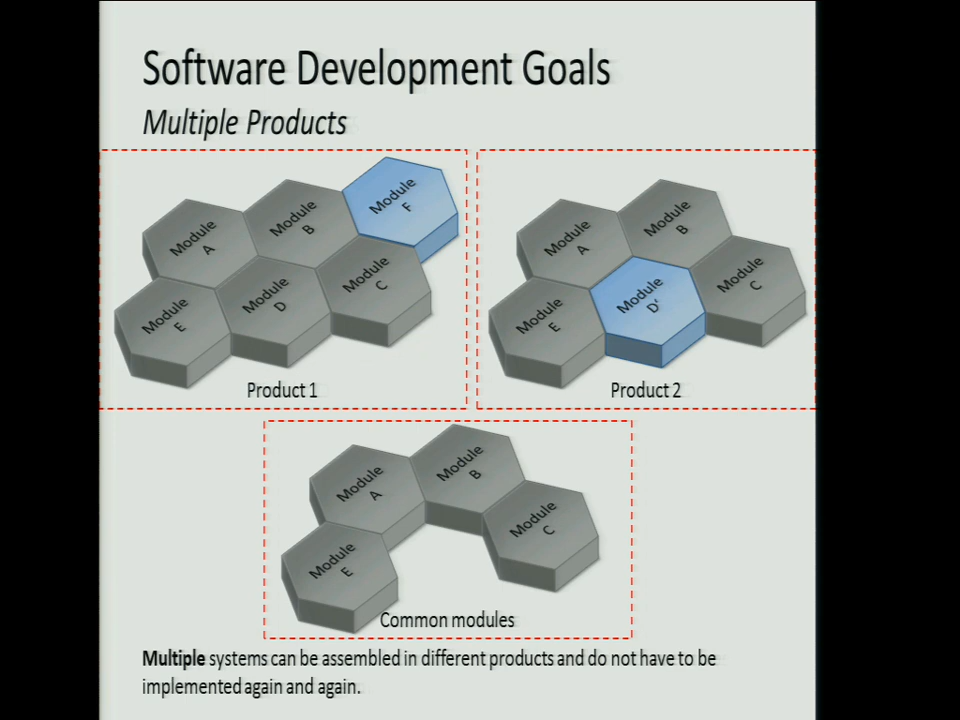 Software Development Goals
Multiple Products
Module
A
Module
B
Module
F
Module
E
Module
D
Module
C
Product 1
Module
A
Module
B
Module
E
Module
D'
Module
C
Product 2
Module
A
Module
B
Module
C
Module
E
Common modules
Multiple systems can be assembled in different products and do not have to be
implemented again and again.